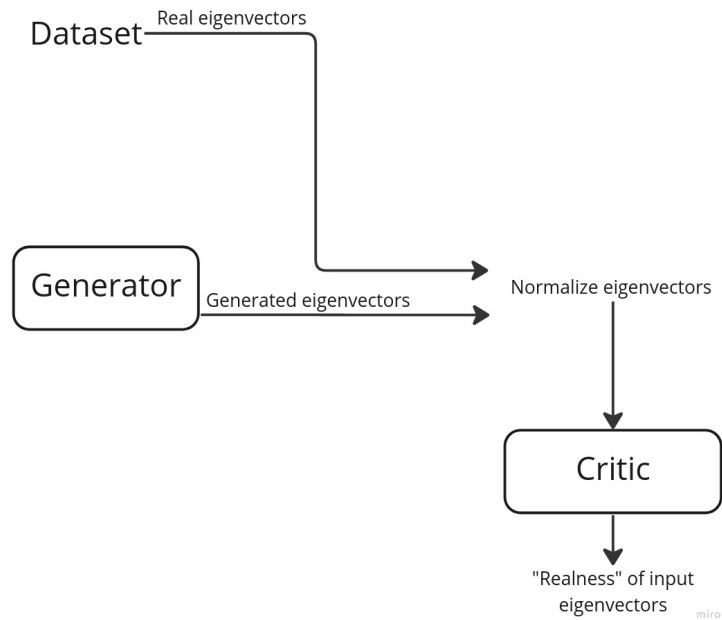 Dataset
Real eigenvectors
Generator
Generated eigenvectors
Normalize eigenvectors
Critic
"Realness" of input
eigenvectors
miro